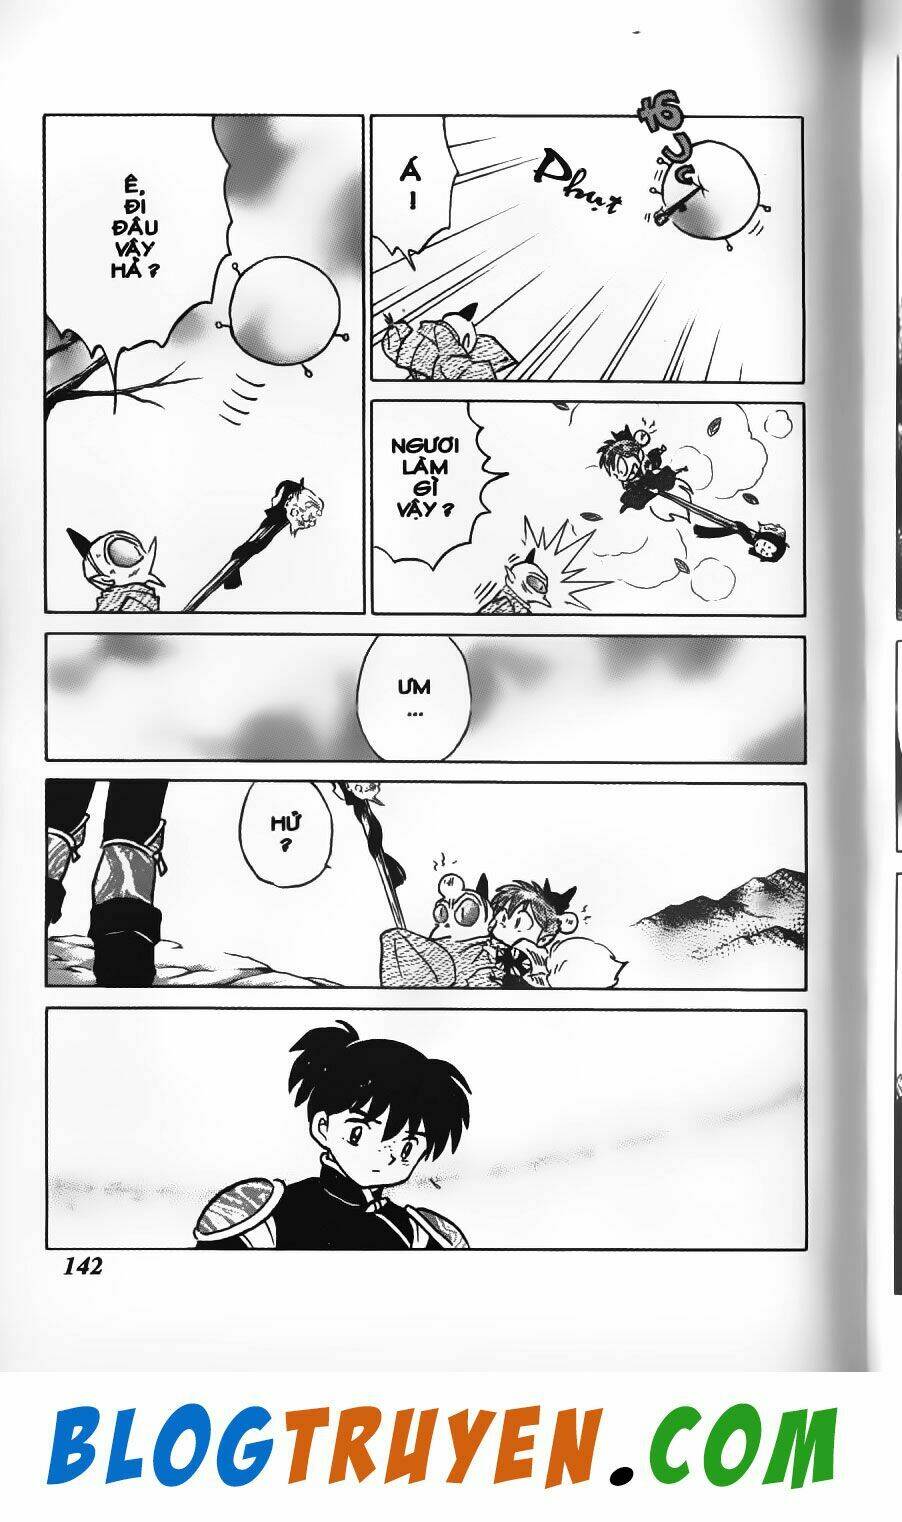 Á
!
Phụt
NGƯƠI
LÀM
GÌ
VẬY ?
Ê,
ĐI
ĐÂU
VẬY
HẢ ?
ƯM
...
HỬ
?
142
BLOGTRUYEN.COM